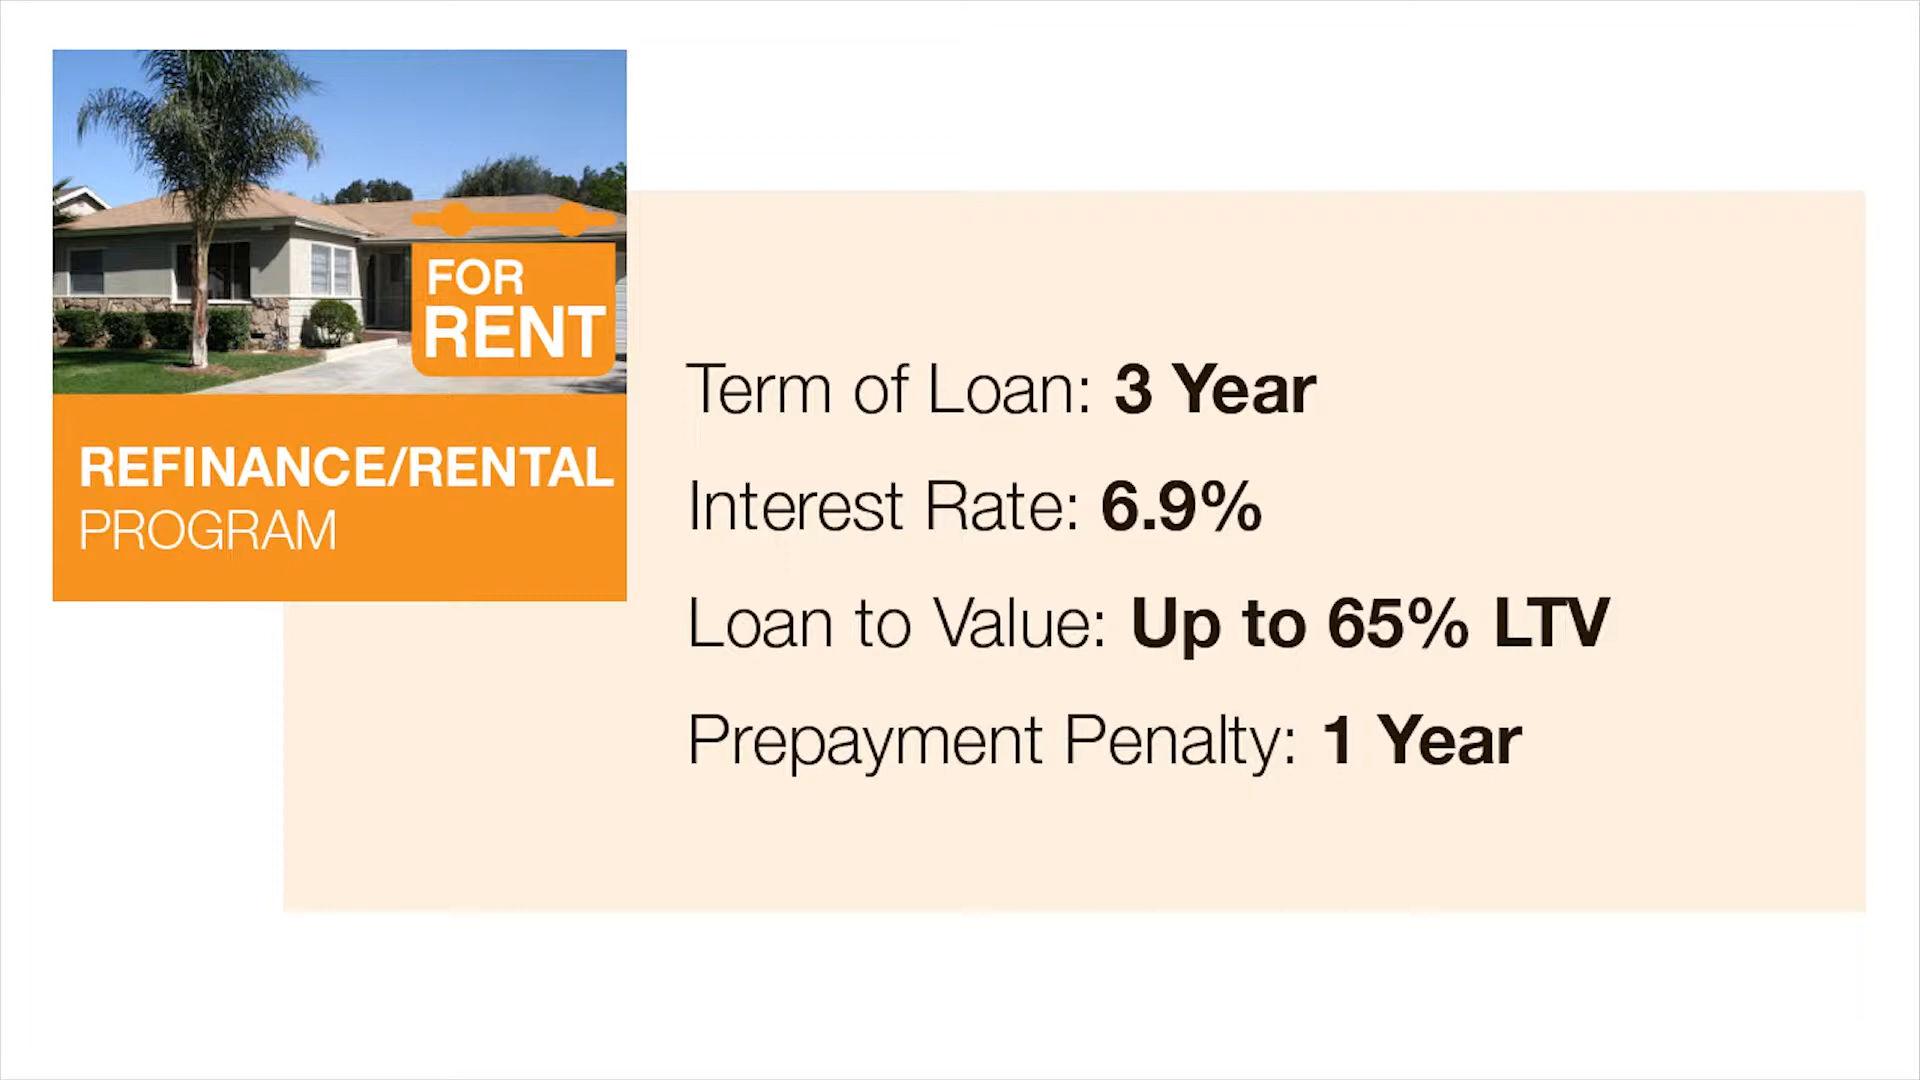 FOR
RENT
REFINANCE/RENTAL
PROGRAM
Term of Loan: 3 Year
Interest Rate: 6.9%
Loan to Value: Up to 65% LTV
Prepayment Penalty: 1 Year